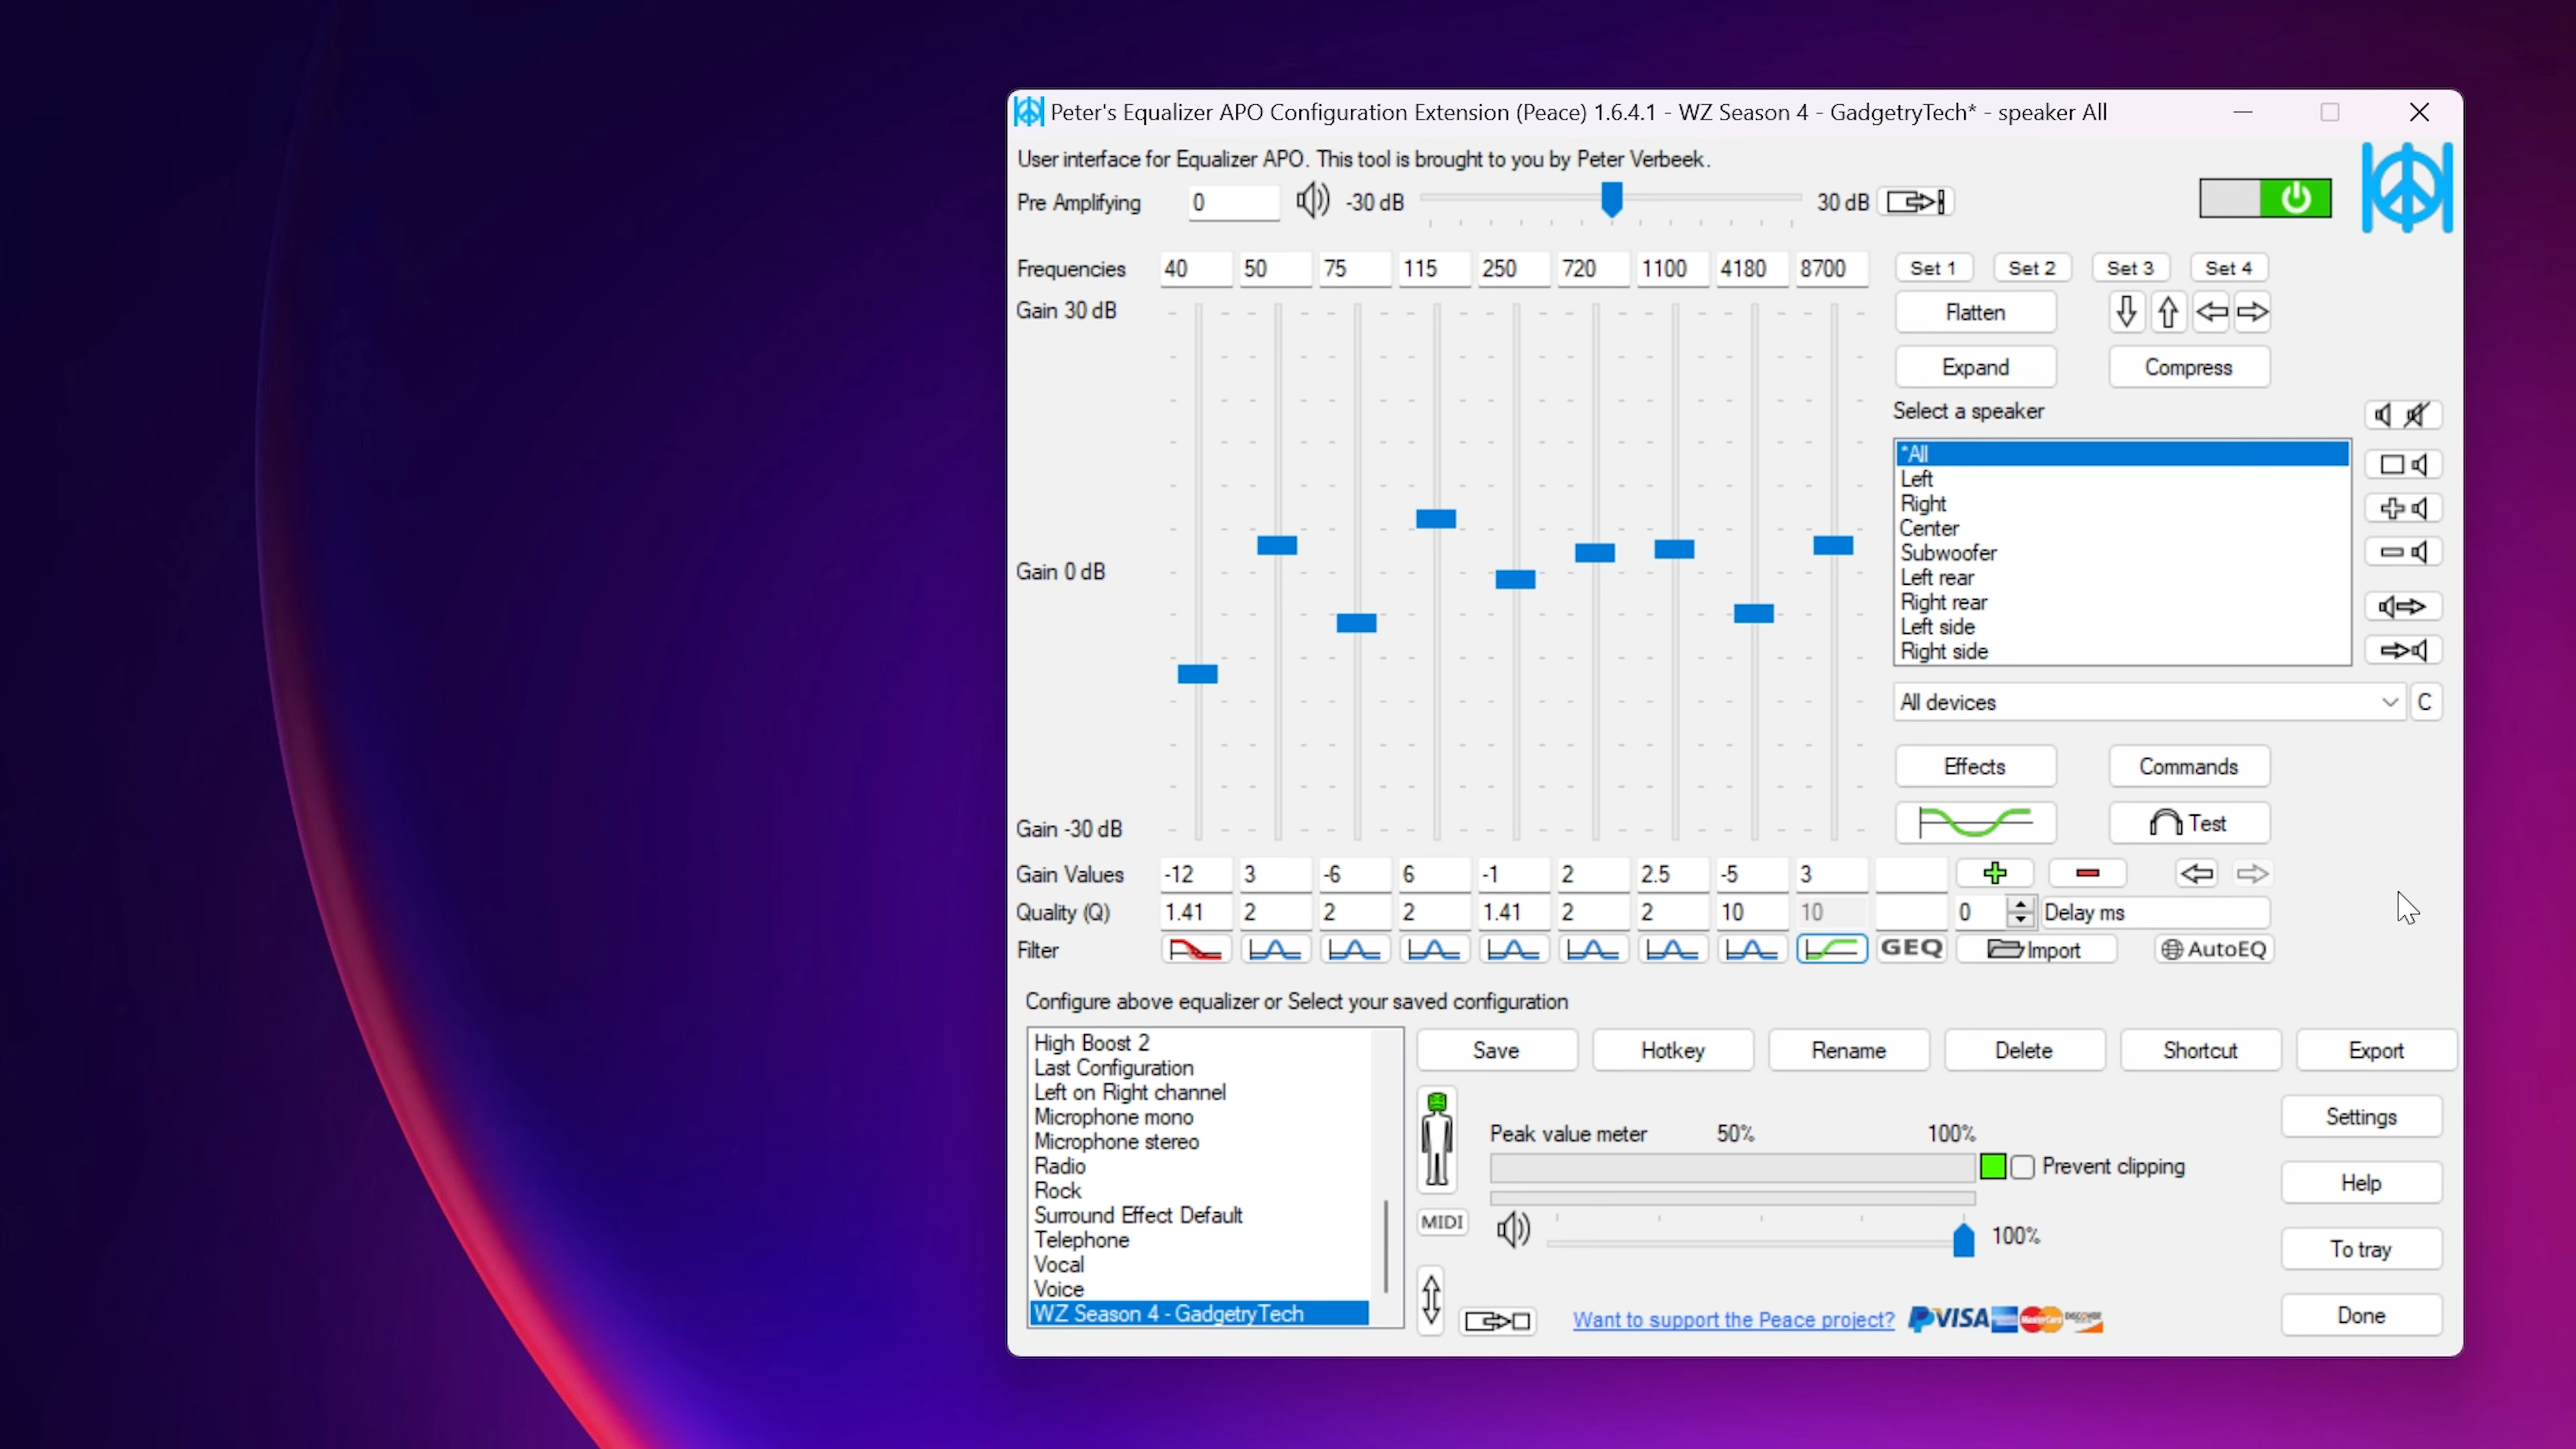 Peter's Equalizer APO Configuration Extension (Peace) 1.6.4.1 - WZ Season 4 - GadgetryTech* - speaker All
User interface for Equalizer APO. This tool is brought to you by Peter Verbeek.
Pre Amplifying 0 -30 dB 30 dB
Frequencies 40 50 75 115 250 720 1100 4180 8700 Set 1 Set 2 Set 3 Set 4
Gain 30 dB
Flatten
Expand Compress
Select a speaker
*All
Left
Right
Center
Subwoofer
Left rear
Right rear
Left side
Right side
Gain 0 dB
All devices C
Effects Commands
Test
Gain -30 dB
Gain Values -12 3 -6 6 -1 2 2.5 -5 3
Quality (Q) 1.41 2 2 2 1.41 2 2 10 10 0 Delay ms
Filter GEQ Import AutoEQ
Configure above equalizer or Select your saved configuration
High Boost 2
Last Configuration
Left on Right channel
Microphone mono
Microphone stereo
Radio
Rock
Surround Effect Default
Telephone
Vocal
Voice
WZ Season 4 - GadgetryTech
Save Hotkey Rename Delete Shortcut Export
Settings
Peak value meter 50% 100%
Prevent clipping
Help
MIDI
100%
To tray
Want to support the Peace project? P VISA MasterCard DISCOVER
Done